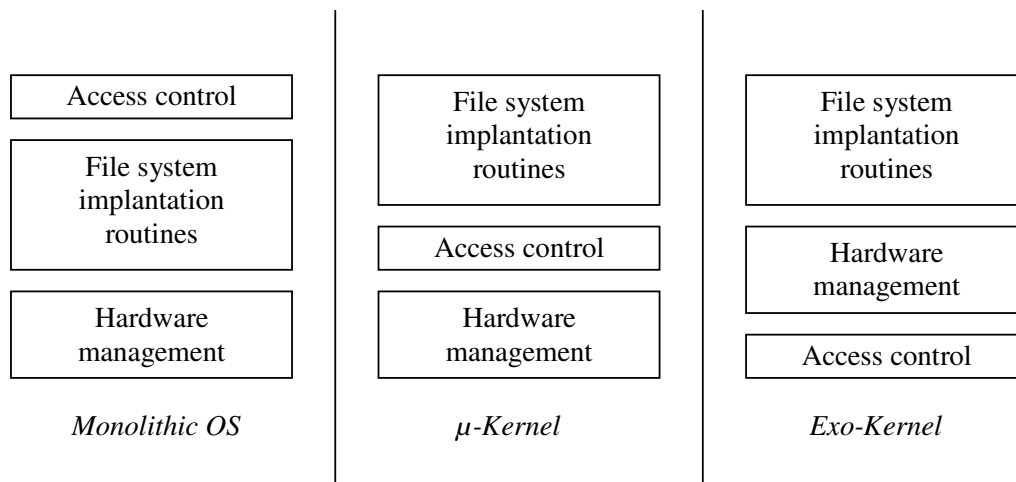 Access control
File system
implantation
routines
Hardware
management
Monolithic OS
File system
implantation
routines
Access control
Hardware
management
µ-Kernel
File system
implantation
routines
Hardware
management
Access control
Exo-Kernel